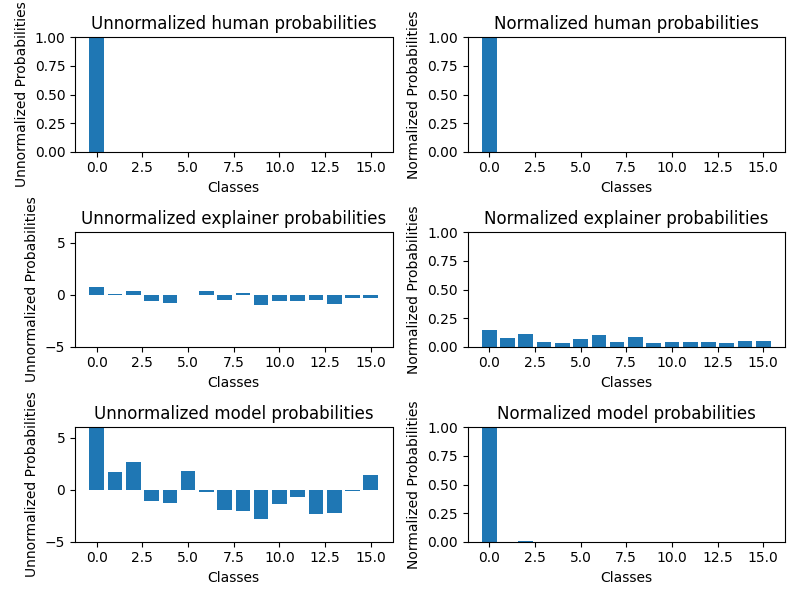 Unnormalized human probabilities
Unnormalized Probabilities
1.00
0.75
0.50
0.25
0.00
0.0 2.5 5.0 7.5 10.0 12.5 15.0
Classes
Normalized human probabilities
Normalized Probabilities
1.00
0.75
0.50
0.25
0.00
0.0 2.5 5.0 7.5 10.0 12.5 15.0
Classes
Unnormalized explainer probabilities
Unnormalized Probabilities
5
0
−5
0.0 2.5 5.0 7.5 10.0 12.5 15.0
Classes
Normalized explainer probabilities
Normalized Probabilities
1.00
0.75
0.50
0.25
0.00
0.0 2.5 5.0 7.5 10.0 12.5 15.0
Classes
Unnormalized model probabilities
Unnormalized Probabilities
5
0
−5
0.0 2.5 5.0 7.5 10.0 12.5 15.0
Classes
Normalized model probabilities
Normalized Probabilities
1.00
0.75
0.50
0.25
0.00
0.0 2.5 5.0 7.5 10.0 12.5 15.0
Classes